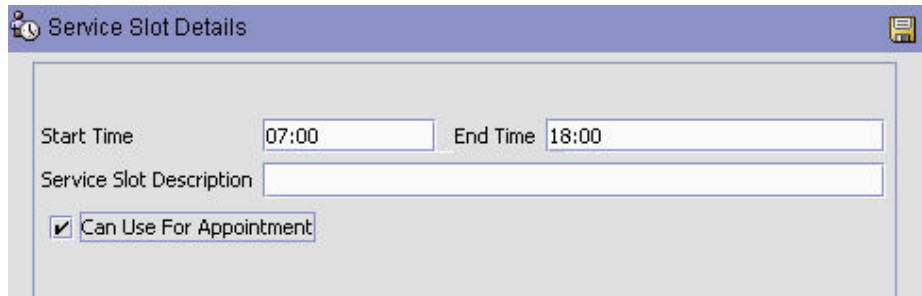 Service Slot Details
Start Time 07:00 End Time 18:00
Service Slot Description
Can Use For Appointment